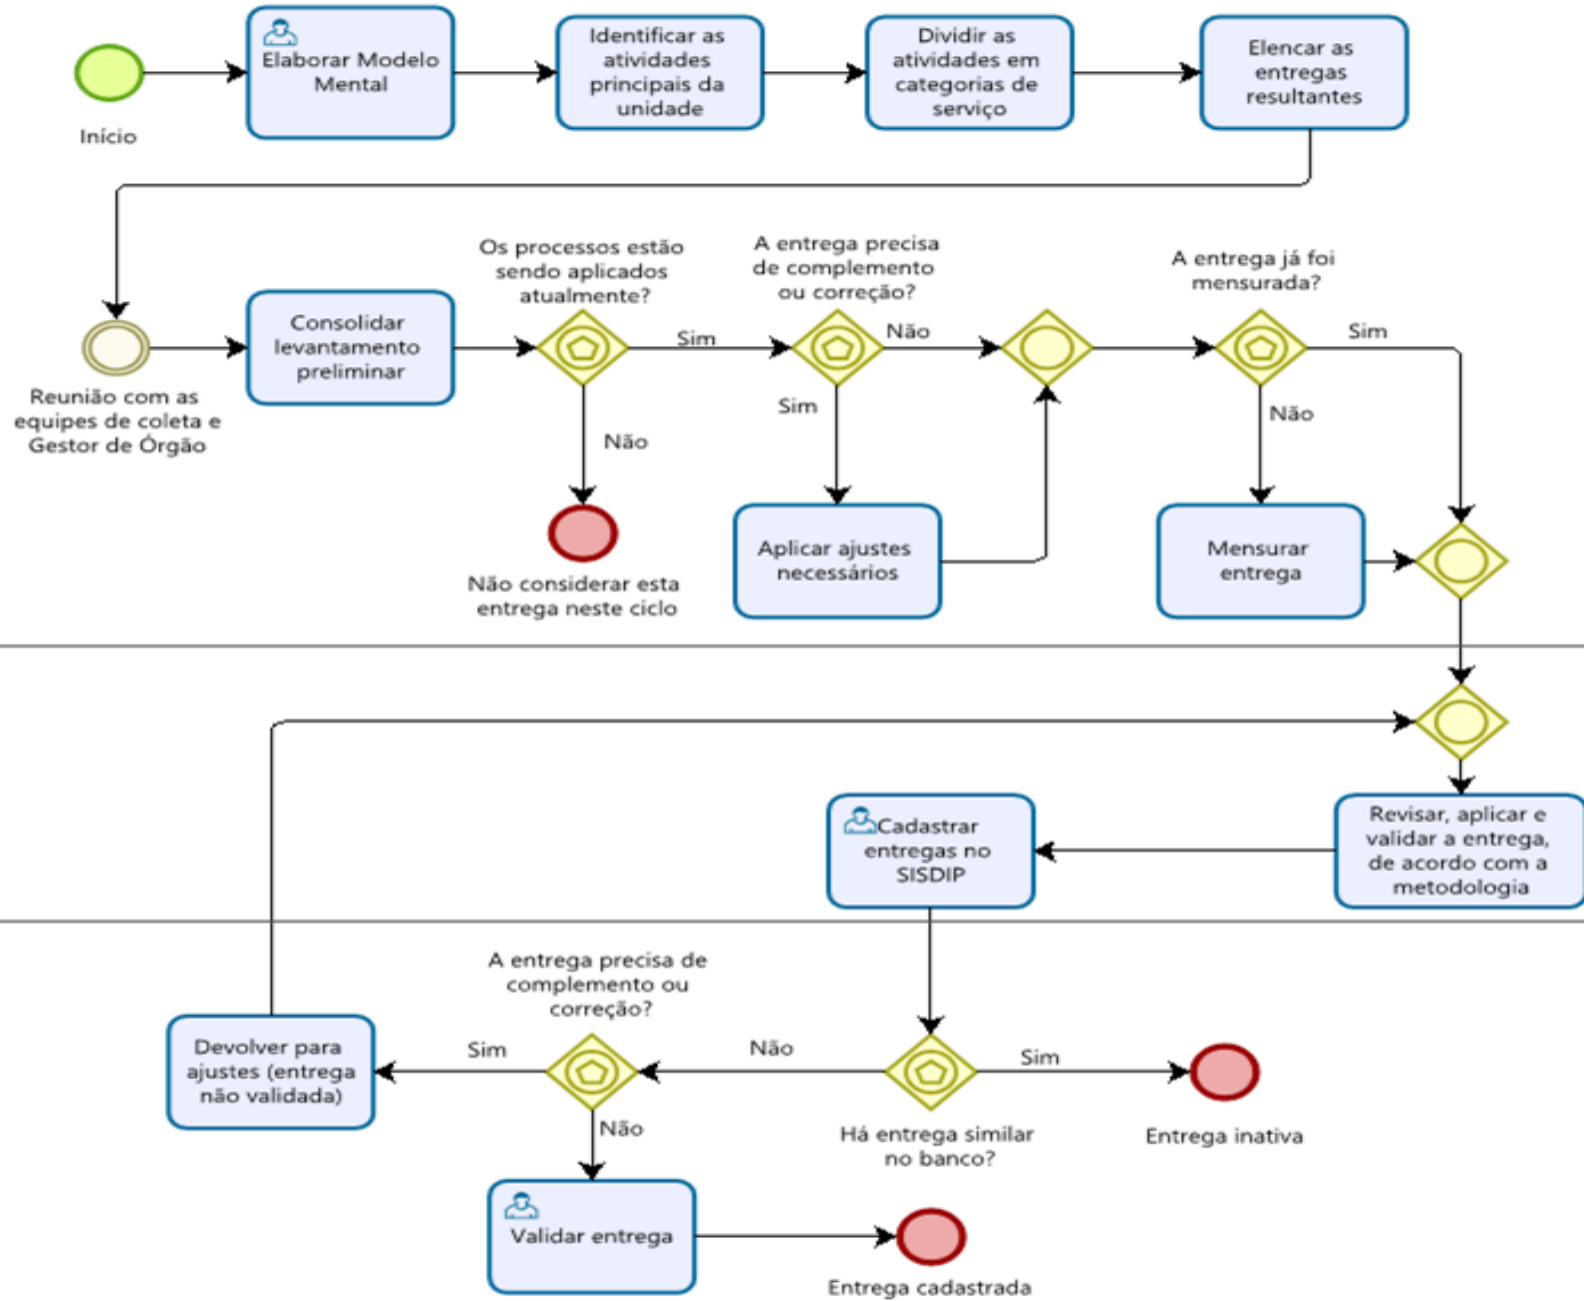 Início
Elaborar Modelo
Mental
Identificar as
atividades
principais da
unidade
Dividir as
atividades em
categorias de
serviço
Elencar as
entregas
resultantes
Reunião com as
equipes de coleta e
Gestor de Órgão
Consolidar
levantamento
preliminar
Os processos estão
sendo aplicados
atualmente?
Sim
Não
Não considerar esta
entrega neste ciclo
A entrega precisa
de complemento
ou correção?
Não
Sim
Aplicar ajustes
necessários
A entrega já foi
mensurada?
Sim
Não
Mensurar
entrega
Revisar, aplicar e
validar a entrega,
de acordo com a
metodologia
Cadastrar
entregas no
SISDIP
Há entrega similar
no banco?
Sim
Entrega inativa
Não
A entrega precisa de
complemento ou
correção?
Sim
Devolver para
ajustes (entrega
não validada)
Não
Validar entrega
Entrega cadastrada